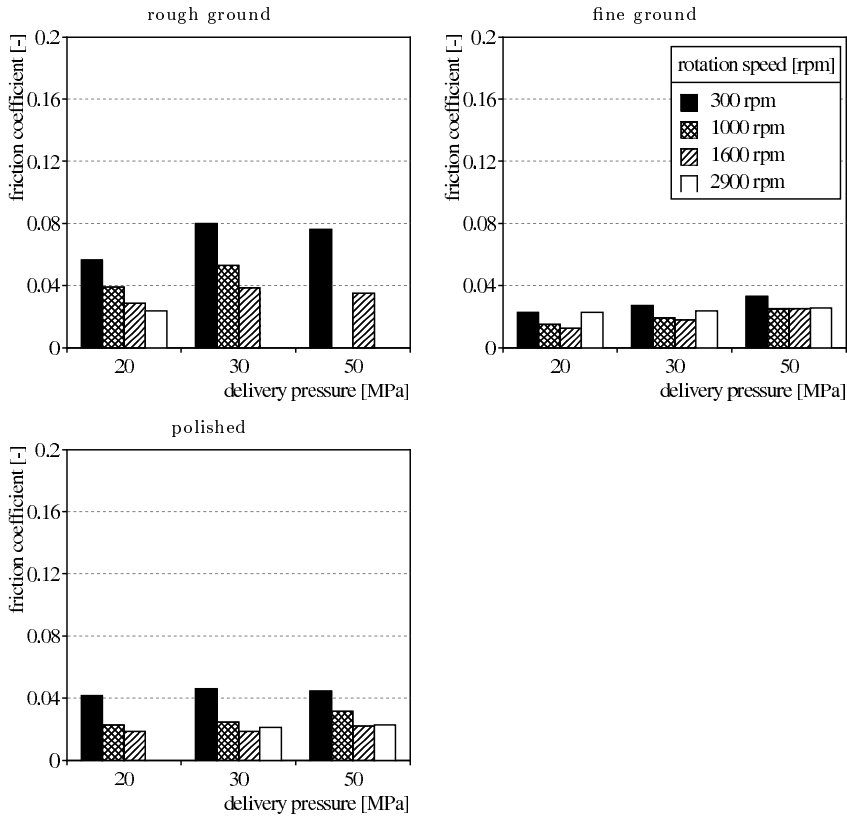 rough ground
friction coefficient [-]
0.2
0.16
0.12
0.08
0.04
0
20 30 50
delivery pressure [MPa]
fine ground
friction coefficient [-]
0.2
0.16
0.12
0.08
0.04
0
rotation speed [rpm]
300 rpm
1000 rpm
1600 rpm
2900 rpm
20 30 50
delivery pressure [MPa]
polished
friction coefficient [-]
0.2
0.16
0.12
0.08
0.04
0
20 30 50
delivery pressure [MPa]